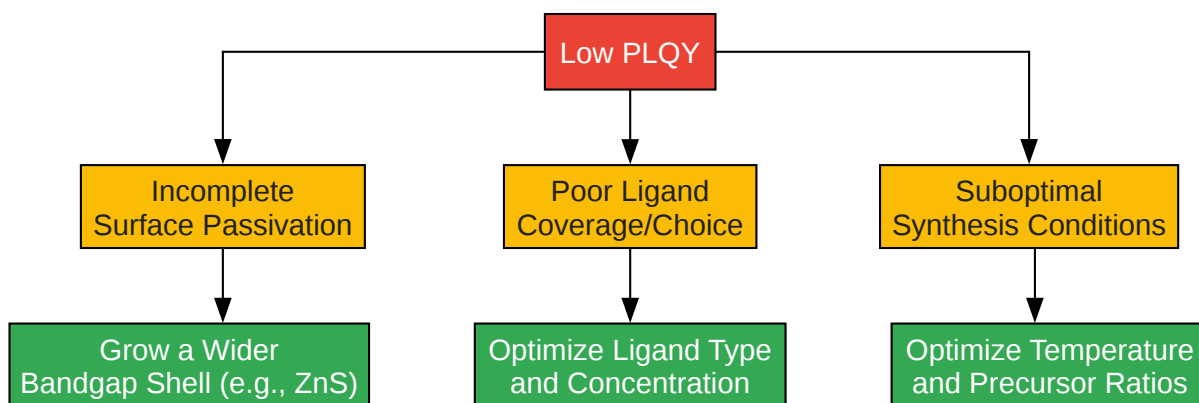 Low PLQY
Incomplete
Surface Passivation
Poor Ligand
Coverage/Choice
Suboptimal
Synthesis Conditions
Grow a Wider
Bandgap Shell (e.g., ZnS)
Optimize Ligand Type
and Concentration
Optimize Temperature
and Precursor Ratios